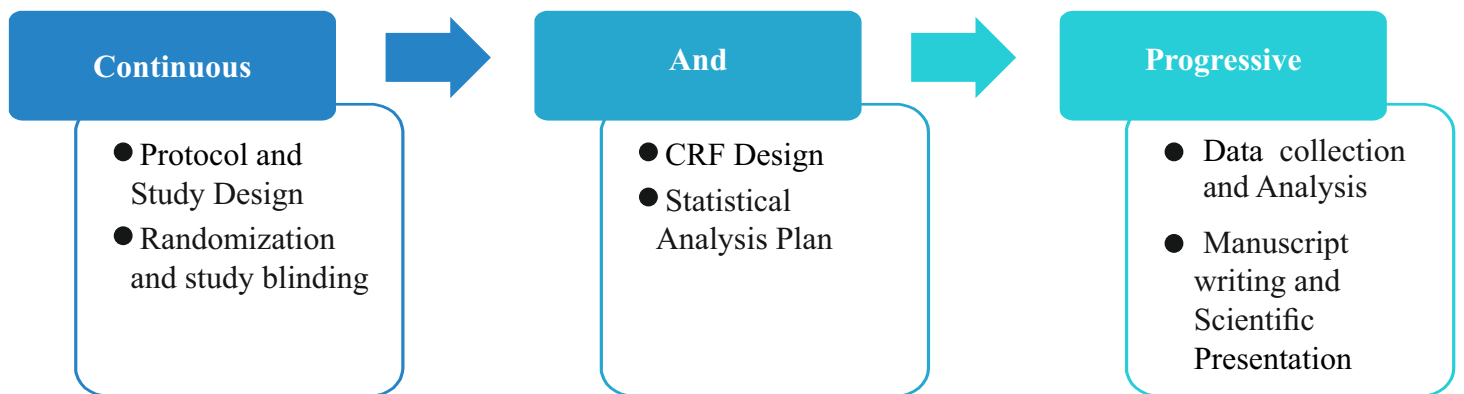 Continuous
● Protocol and
Study Design
● Randomization
and study blinding
And
● CRF Design
● Statistical
Analysis Plan
Progressive
● Data collection
and Analysis
● Manuscript
writing and
Scientific
Presentation